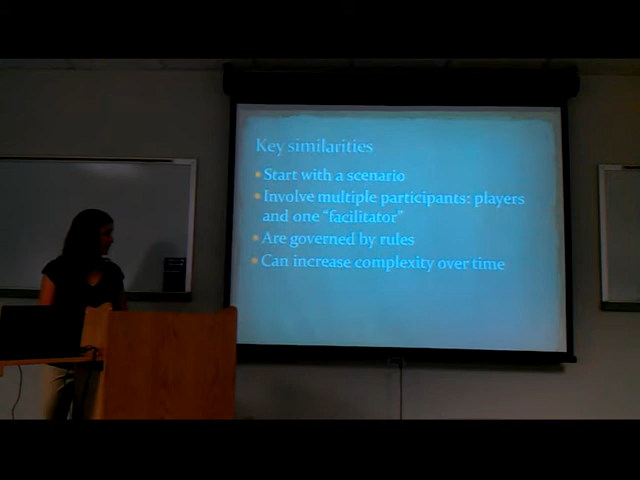 Key similarities
Start with a scenario
Involve multiple participants: players
and one "facilitator"
Are governed by rules
Can increase complexity over time